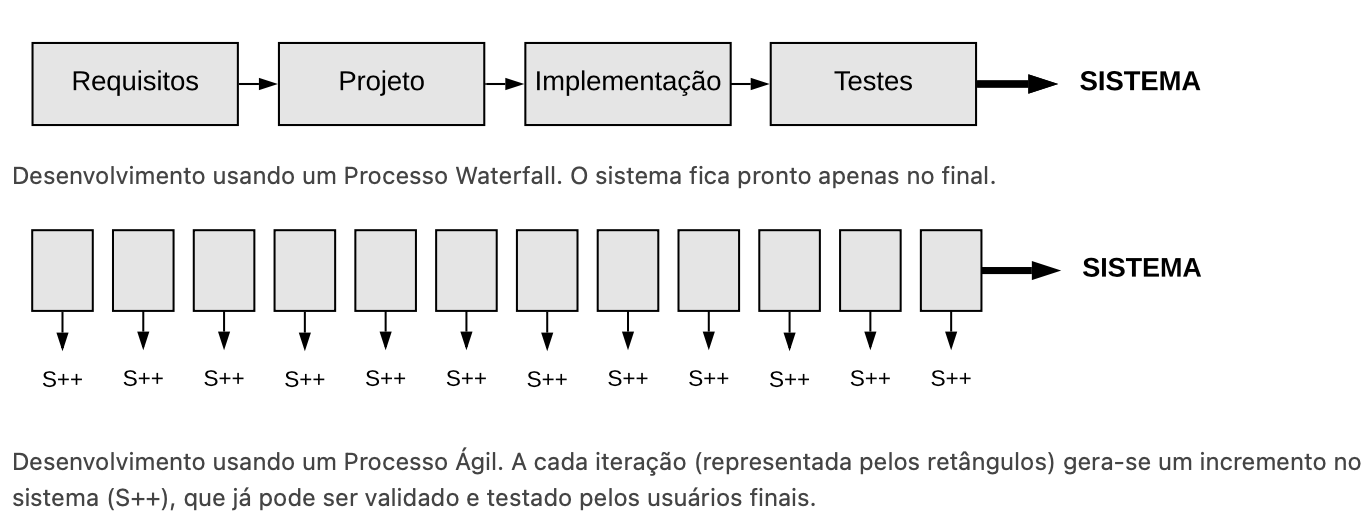 Requisitos Projeto Implementação Testes SISTEMA
Desenvolvimento usando um Processo Waterfall. O sistema fica pronto apenas no final.
SISTEMA
S++ S++ S++ S++ S++ S++ S++ S++ S++ S++ S++ S++
Desenvolvimento usando um Processo Ágil. A cada iteração (representada pelos retângulos) gera-se um incremento no
sistema (S++), que já pode ser validado e testado pelos usuários finais.